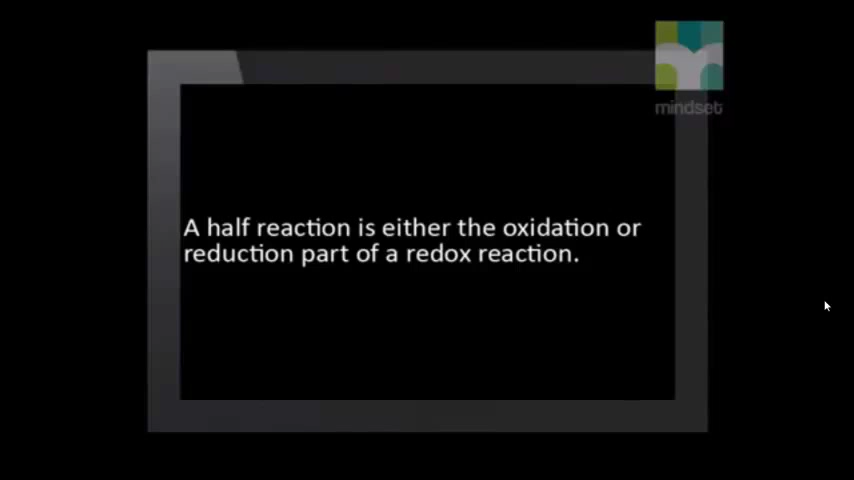 mindset
A half reaction is either the oxidation or
reduction part of a redox reaction.